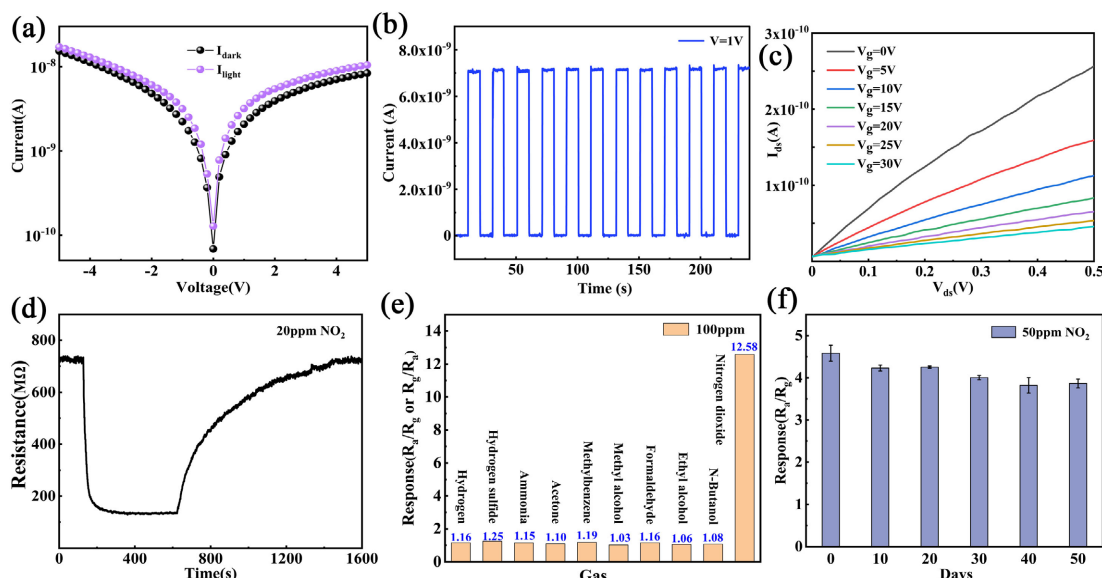 (a)
I_dark
I_light
Current(A)
10^-8
10^-9
10^-10
-4
-2
0
2
4
Voltage(V)
(b)
V=1V
Current (A)
8.0x10^-9
6.0x10^-9
4.0x10^-9
2.0x10^-9
0.0
50
100
150
200
Time (s)
(c)
3x10^-10
2x10^-10
1x10^-10
I_ds(A)
V_g=0V
V_g=5V
V_g=10V
V_g=15V
V_g=20V
V_g=25V
V_g=30V
0
0.1
0.2
0.3
0.4
0.5
V_ds(V)
(d)
20ppm NO₂
Resistance(MΩ)
800
600
400
200
0
0
400
800
1200
1600
Time(s)
(e)
100ppm
Response(R_a/R_g or R_g/R_a)
14
12
10
8
6
4
2
0
Hydrogen
Hydrogen sulfide
Ammonia
Acetone
Methylbenzene
Methyl alcohol
Formaldehyde
Ethyl alcohol
N-Butanol
Nitrogen dioxide
1.16
1.25
1.15
1.10
1.19
1.03
1.16
1.06
1.08
12.58
Gas
(f)
50ppm NO₂
Response(R_a/R_g)
5
4
3
2
1
0
0
10
20
30
40
50
Days